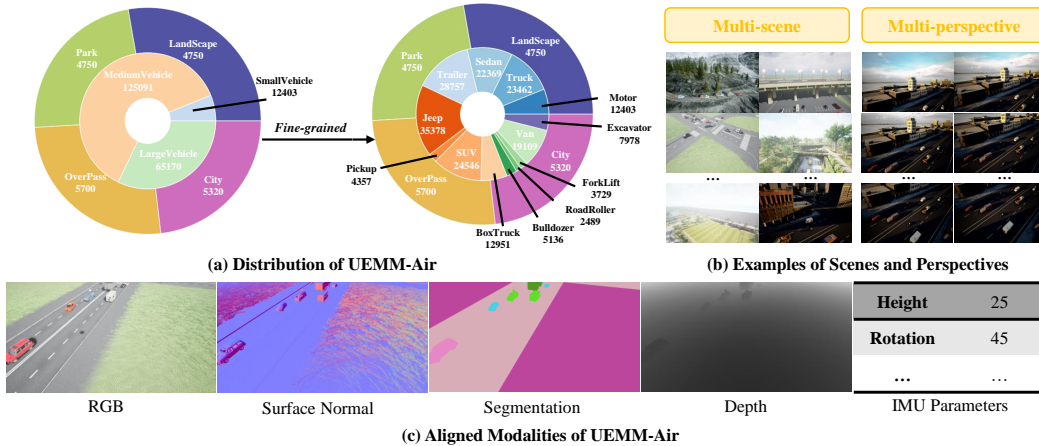 Park
4750
LandScape
4750
MediumVehicle
125091
SmallVehicle
12403
LargeVehicle
65170
OverPass
5700
City
5320
Fine-grained
Park
4750
LandScape
4750
Sedan
22369
Trailer
28757
Truck
23462
Motor
12403
Jeep
35378
Excavator
7978
Van
19109
SUV
24546
City
5320
Pickup
4357
OverPass
5700
ForkLift
3729
RoadRoller
2489
Bulldozer
5136
BoxTruck
12951
(a) Distribution of UEMM-Air
Multi-scene
Multi-perspective
... ...
... ...
(b) Examples of Scenes and Perspectives
Height 25
Rotation 45
... ...
RGB
Surface Normal
Segmentation
Depth
IMU Parameters
(c) Aligned Modalities of UEMM-Air